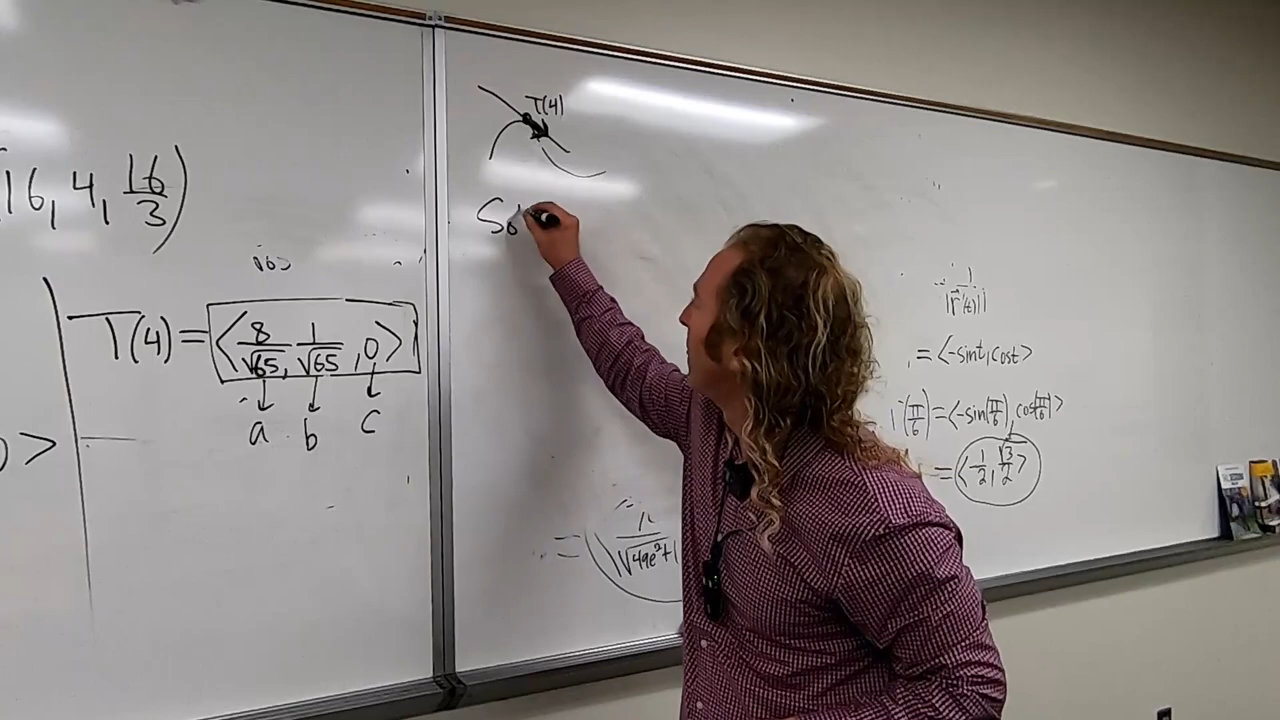 16, 4, 16/3)
T(4) = ⟨8/√65, 1/√65, 0⟩
a b c
>
T(4)
So
= ⟨-sint, cost⟩
(π/6) = ⟨-sin(π/6), cos(π/6)⟩
= ⟨-1/2, √3/2⟩
1/|r'(t)|
√49e²+1